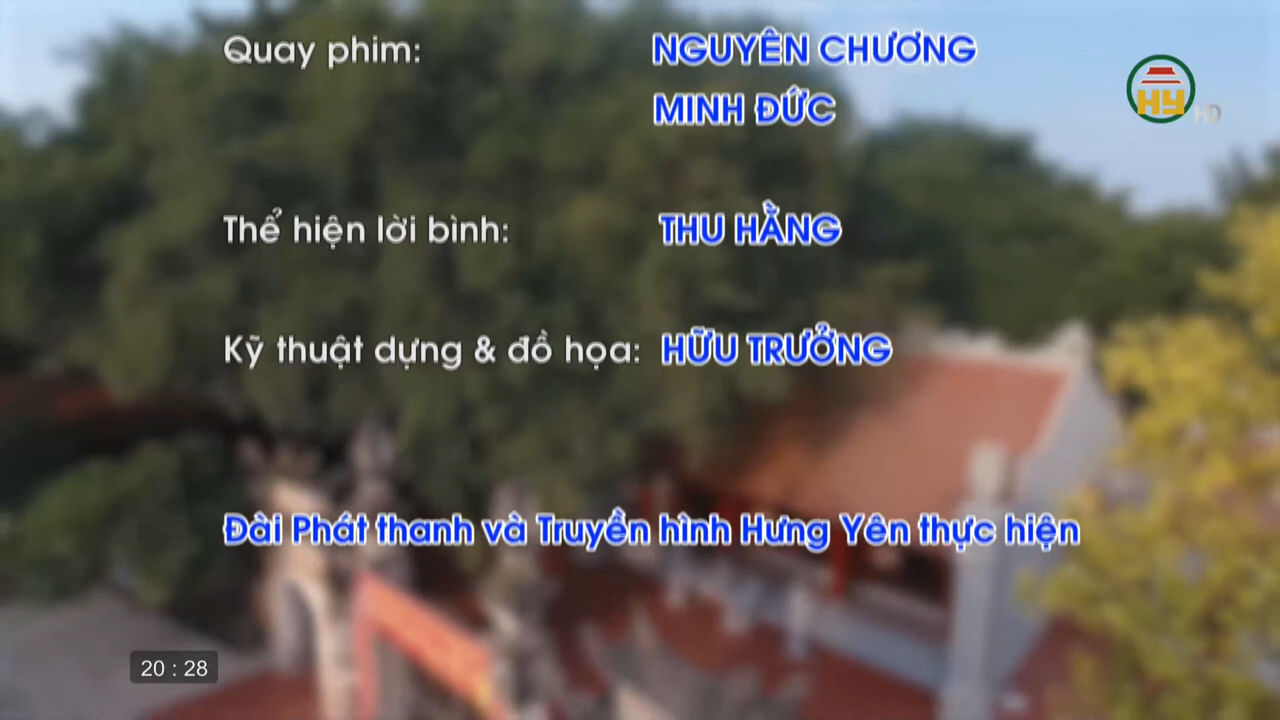 Quay phim: NGUYÊN CHƯƠNG
MINH ĐỨC
HY HD
Thể hiện lời bình: THU HẰNG
Kỹ thuật dựng & đồ họa: HỮU TRƯỞNG
Đài Phát thanh và Truyền hình Hưng Yên thực hiện
20 : 28